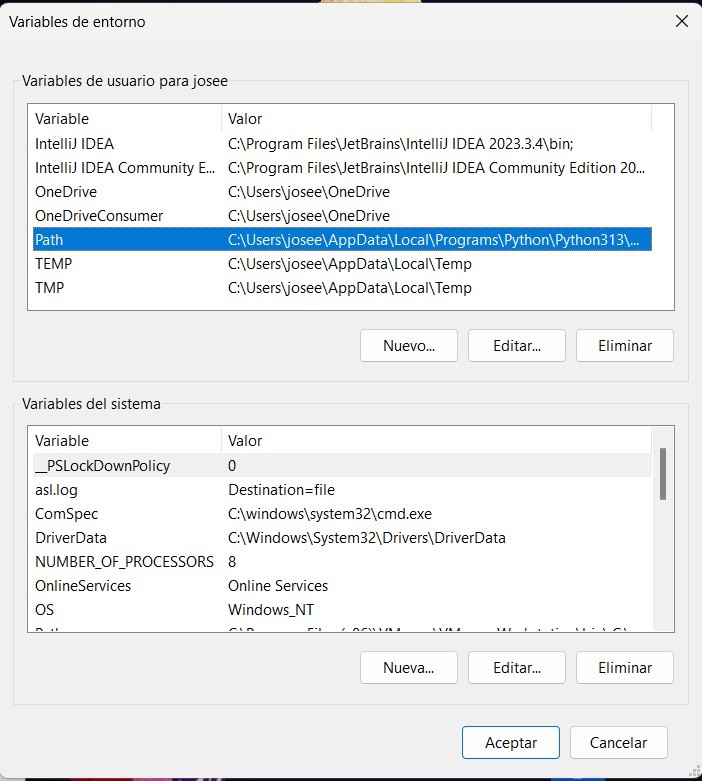 Variables de entorno
Variables de usuario para josee
Variable Valor
IntelliJ IDEA C:\Program Files\JetBrains\IntelliJ IDEA 2023.3.4\bin;
IntelliJ IDEA Community E... C:\Program Files\JetBrains\IntelliJ IDEA Community Edition 20...
OneDrive C:\Users\josee\OneDrive
OneDriveConsumer C:\Users\josee\OneDrive
Path C:\Users\josee\AppData\Local\Programs\Python\Python313\...
TEMP C:\Users\josee\AppData\Local\Temp
TMP C:\Users\josee\AppData\Local\Temp
Nuevo... Editar... Eliminar
Variables del sistema
Variable Valor
__PSLockDownPolicy 0
asl.log Destination=file
ComSpec C:\windows\system32\cmd.exe
DriverData C:\Windows\System32\Drivers\DriverData
NUMBER_OF_PROCESSORS 8
OnlineServices Online Services
OS Windows_NT
Nueva... Editar... Eliminar
Aceptar Cancelar